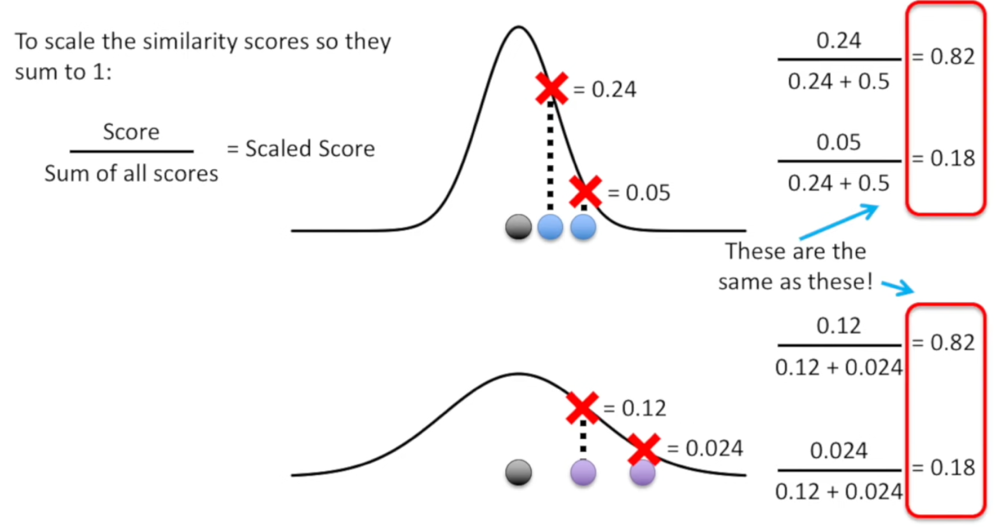 To scale the similarity scores so they
sum to 1:
Score
Sum of all scores
= Scaled Score
= 0.24
= 0.05
0.24
0.24 + 0.5
= 0.82
0.05
0.24 + 0.5
= 0.18
These are the
same as these!
= 0.12
= 0.024
0.12
0.12 + 0.024
= 0.82
0.024
0.12 + 0.024
= 0.18